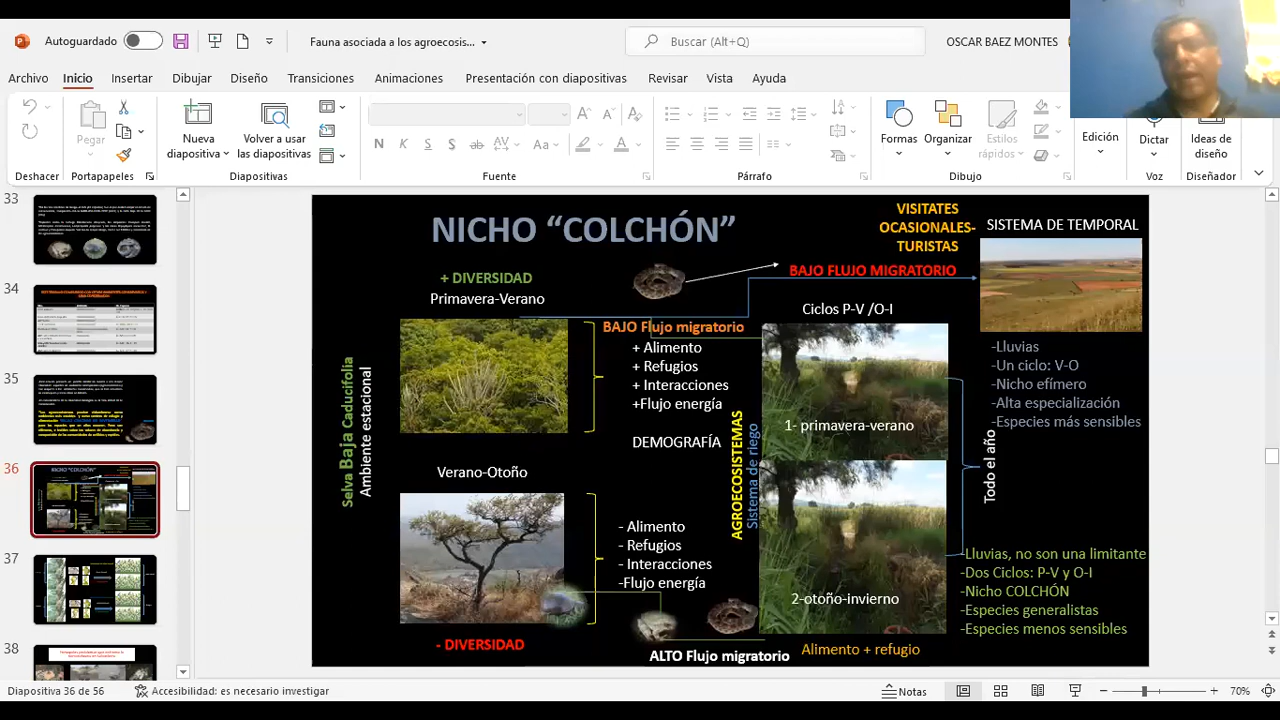 Autoguardado
Fauna asociada a los agroecosis...
Buscar (Alt+Q)
OSCAR BAEZ MONTES
Archivo
Inicio
Insertar
Dibujar
Diseño
Transiciones
Animaciones
Presentación con diapositivas
Revisar
Vista
Ayuda
Pegar
Nueva
diapositiva
Volver a usar
las diapositivas
Formas
Organizar
Estilos
rápidos
Edición
Dictar
Ideas de
diseño
Deshacer
Portapapeles
Diapositivas
Fuente
Párrafo
Dibujo
Voz
Diseñador
33
34
35
36
37
38
NICHO “COLCHÓN”
VISITATES
OCASIONALES-
TURISTAS
SISTEMA DE TEMPORAL
+ DIVERSIDAD
Primavera-Verano
BAJO FLUJO MIGRATORIO
Ciclos P-V /O-I
BAJO Flujo migratorio
+ Alimento
+ Refugios
+ Interacciones
+Flujo energía
DEMOGRAFÍA
Selva Baja Caducifolia
Ambiente estacional
Verano-Otoño
- Alimento
- Refugios
- Interacciones
-Flujo energía
- DIVERSIDAD
ALTO Flujo migratorio
AGROECOSISTEMAS
Sistema de riego
1- primavera-verano
2-otoño-invierno
Alimento + refugio
Todo el año
-Lluvias
-Un ciclo: V-O
-Nicho efímero
-Alta especialización
-Especies más sensibles
-Lluvias, no son una limitante
-Dos Ciclos: P-V y O-I
-Nicho COLCHÓN
-Especies generalistas
-Especies menos sensibles
Diapositiva 36 de 56
Accesibilidad: es necesario investigar
Notas
70%